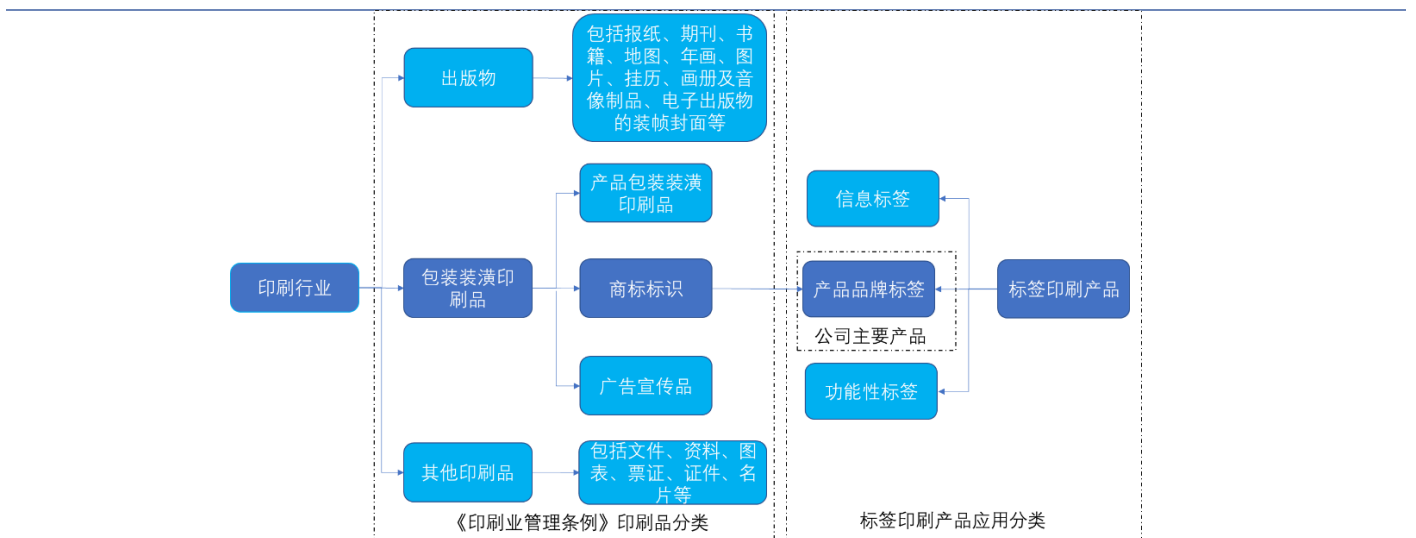 出版物
包括报纸、期刊、书
籍、地图、年画、图
片、挂历、画册及音
像制品、电子出版物
的装帧封面等
产品包装装潢
印刷品
信息标签
印刷行业
包装装潢印
刷品
商标标识
产品品牌标签
标签印刷产品
公司主要产品
广告宣传品
功能性标签
其他印刷品
包括文件、资料、图
表、票证、证件、名
片等
《印刷业管理条例》印刷品分类
标签印刷产品应用分类